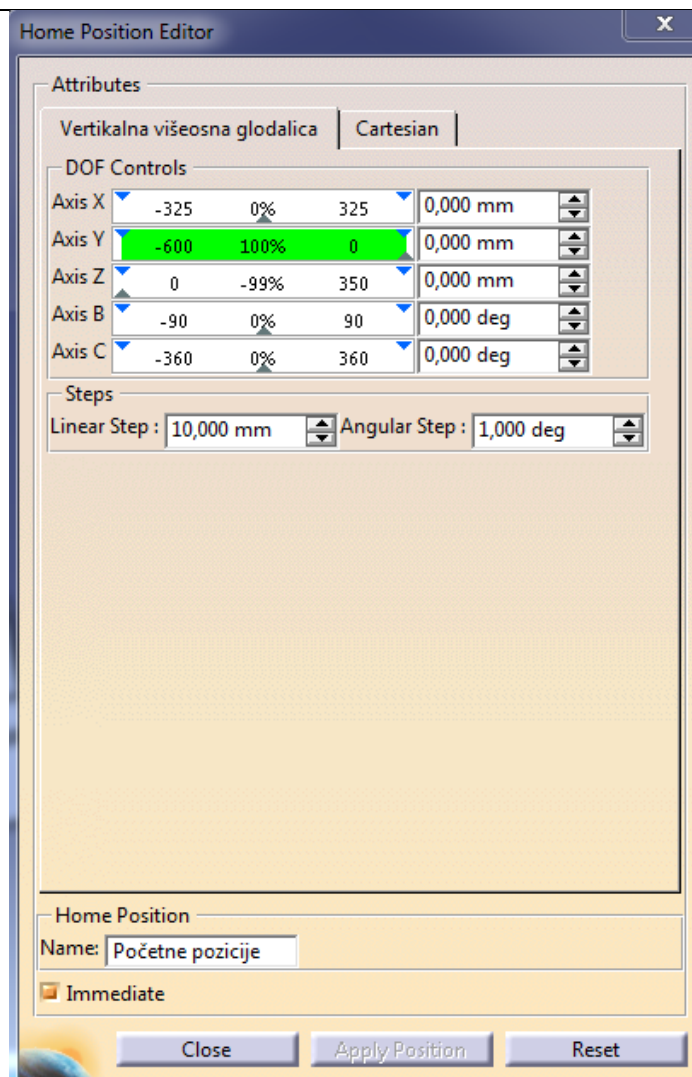 Home Position Editor x
Attributes
Vertikalna višeosna glodalica Cartesian
DOF Controls
Axis X -325 0% 325 0,000 mm
Axis Y -600 100% 0 0,000 mm
Axis Z 0 -99% 350 0,000 mm
Axis B -90 0% 90 0,000 deg
Axis C -360 0% 360 0,000 deg
Steps
Linear Step : 10,000 mm Angular Step : 1,000 deg
Home Position
Name: Početne pozicije
Immediate
Close Apply Position Reset